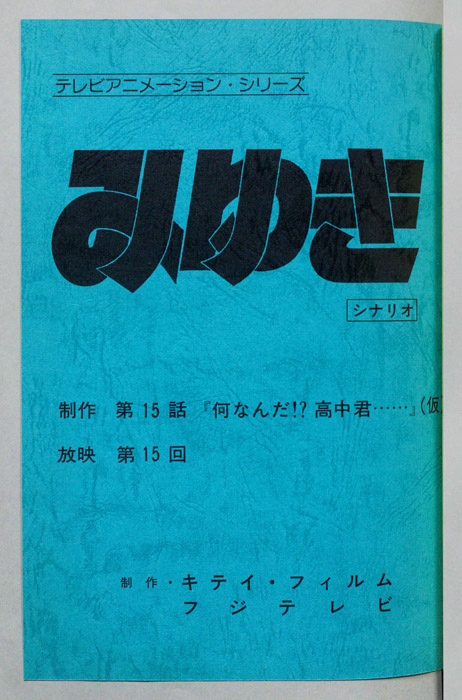 テレビアニメーション・シリーズ
みゆき
シナリオ
制作 第15話 『何なんだ!? 高中君……』(仮)
放映 第15回
制作・キティ・フィルム
フジテレビ